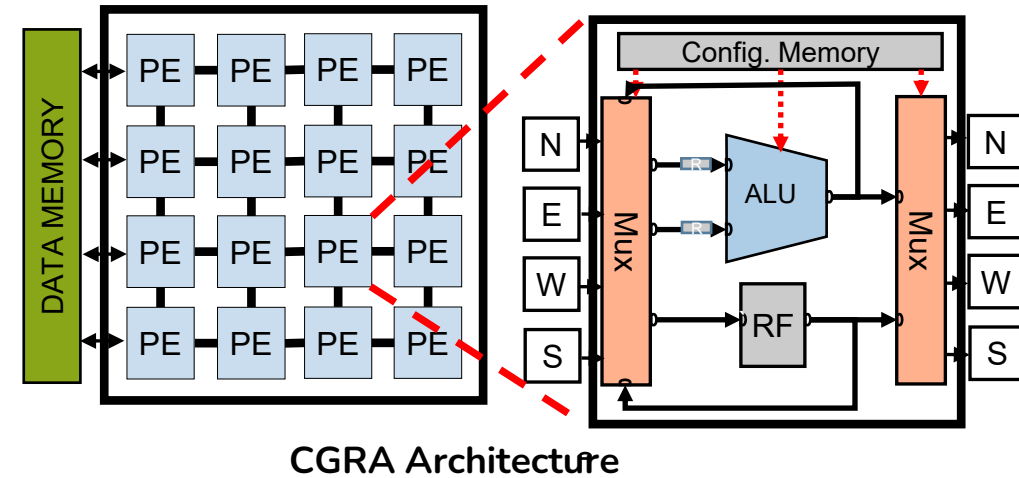 DATA MEMORY
PE PE PE PE
PE PE PE PE
PE PE PE PE
PE PE PE PE
Config. Memory
N
E
W
S
Mux
R
R
ALU
RF
Mux
N
E
W
S
CGRA Architecture